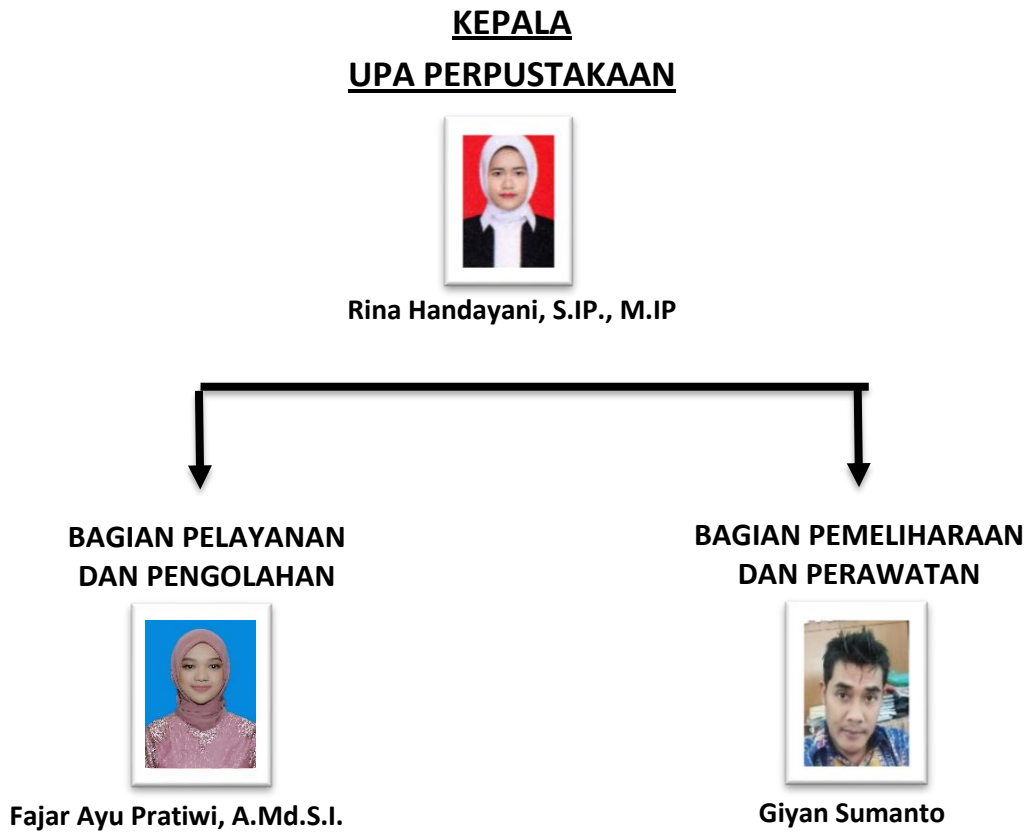 KEPALA
UPA PERPUSTAKAAN
Rina Handayani, S.IP., M.IP
BAGIAN PELAYANAN
DAN PENGOLAHAN
Fajar Ayu Pratiwi, A.Md.S.I.
BAGIAN PEMELIHARAAN
DAN PERAWATAN
Giyan Sumanto